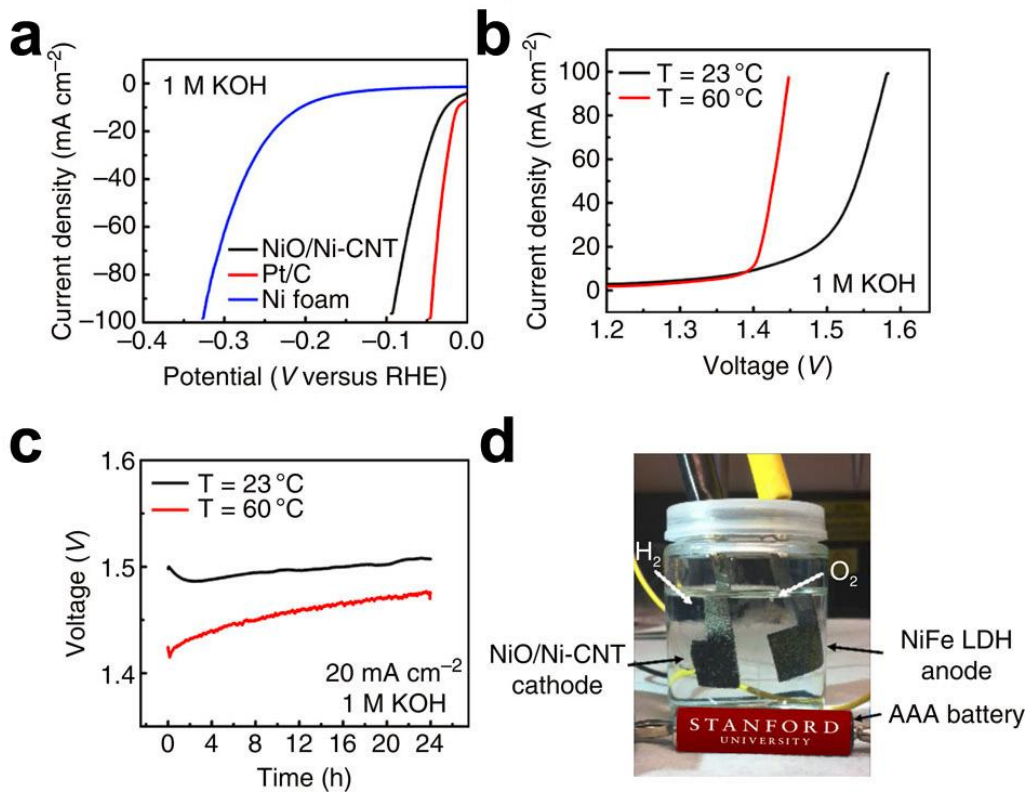 a
1 M KOH
0
−20
−40
−60
−80
−100
−0.4
−0.3
−0.2
−0.1
0.0
Current density (mA cm−2)
Potential (V versus RHE)
NiO/Ni-CNT
Pt/C
Ni foam
b
T = 23 °C
T = 60 °C
100
80
60
40
20
0
1.2
1.3
1.4
1.5
1.6
Current density (mA cm−2)
Voltage (V)
1 M KOH
c
T = 23 °C
T = 60 °C
1.6
1.5
1.4
0
4
8
12
16
20
24
Voltage (V)
Time (h)
20 mA cm−2
1 M KOH
d
H2
O2
NiO/Ni-CNT
cathode
NiFe LDH
anode
AAA battery
STANFORD
UNIVERSITY